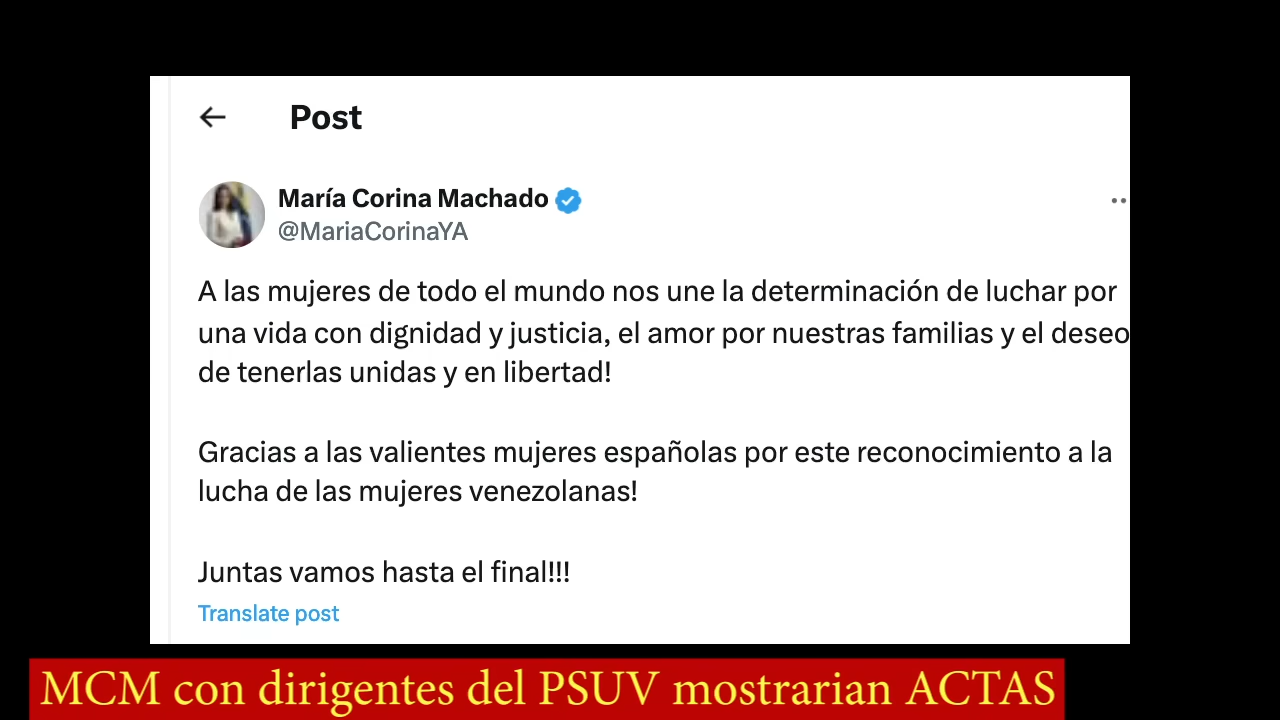 Post
María Corina Machado
@MariaCorinaYA
A las mujeres de todo el mundo nos une la determinación de luchar por
una vida con dignidad y justicia, el amor por nuestras familias y el deseo
de tenerlas unidas y en libertad!
Gracias a las valientes mujeres españolas por este reconocimiento a la
lucha de las mujeres venezolanas!
Juntas vamos hasta el final!!!
Translate post
MCM con dirigentes del PSUV mostrarian ACTAS